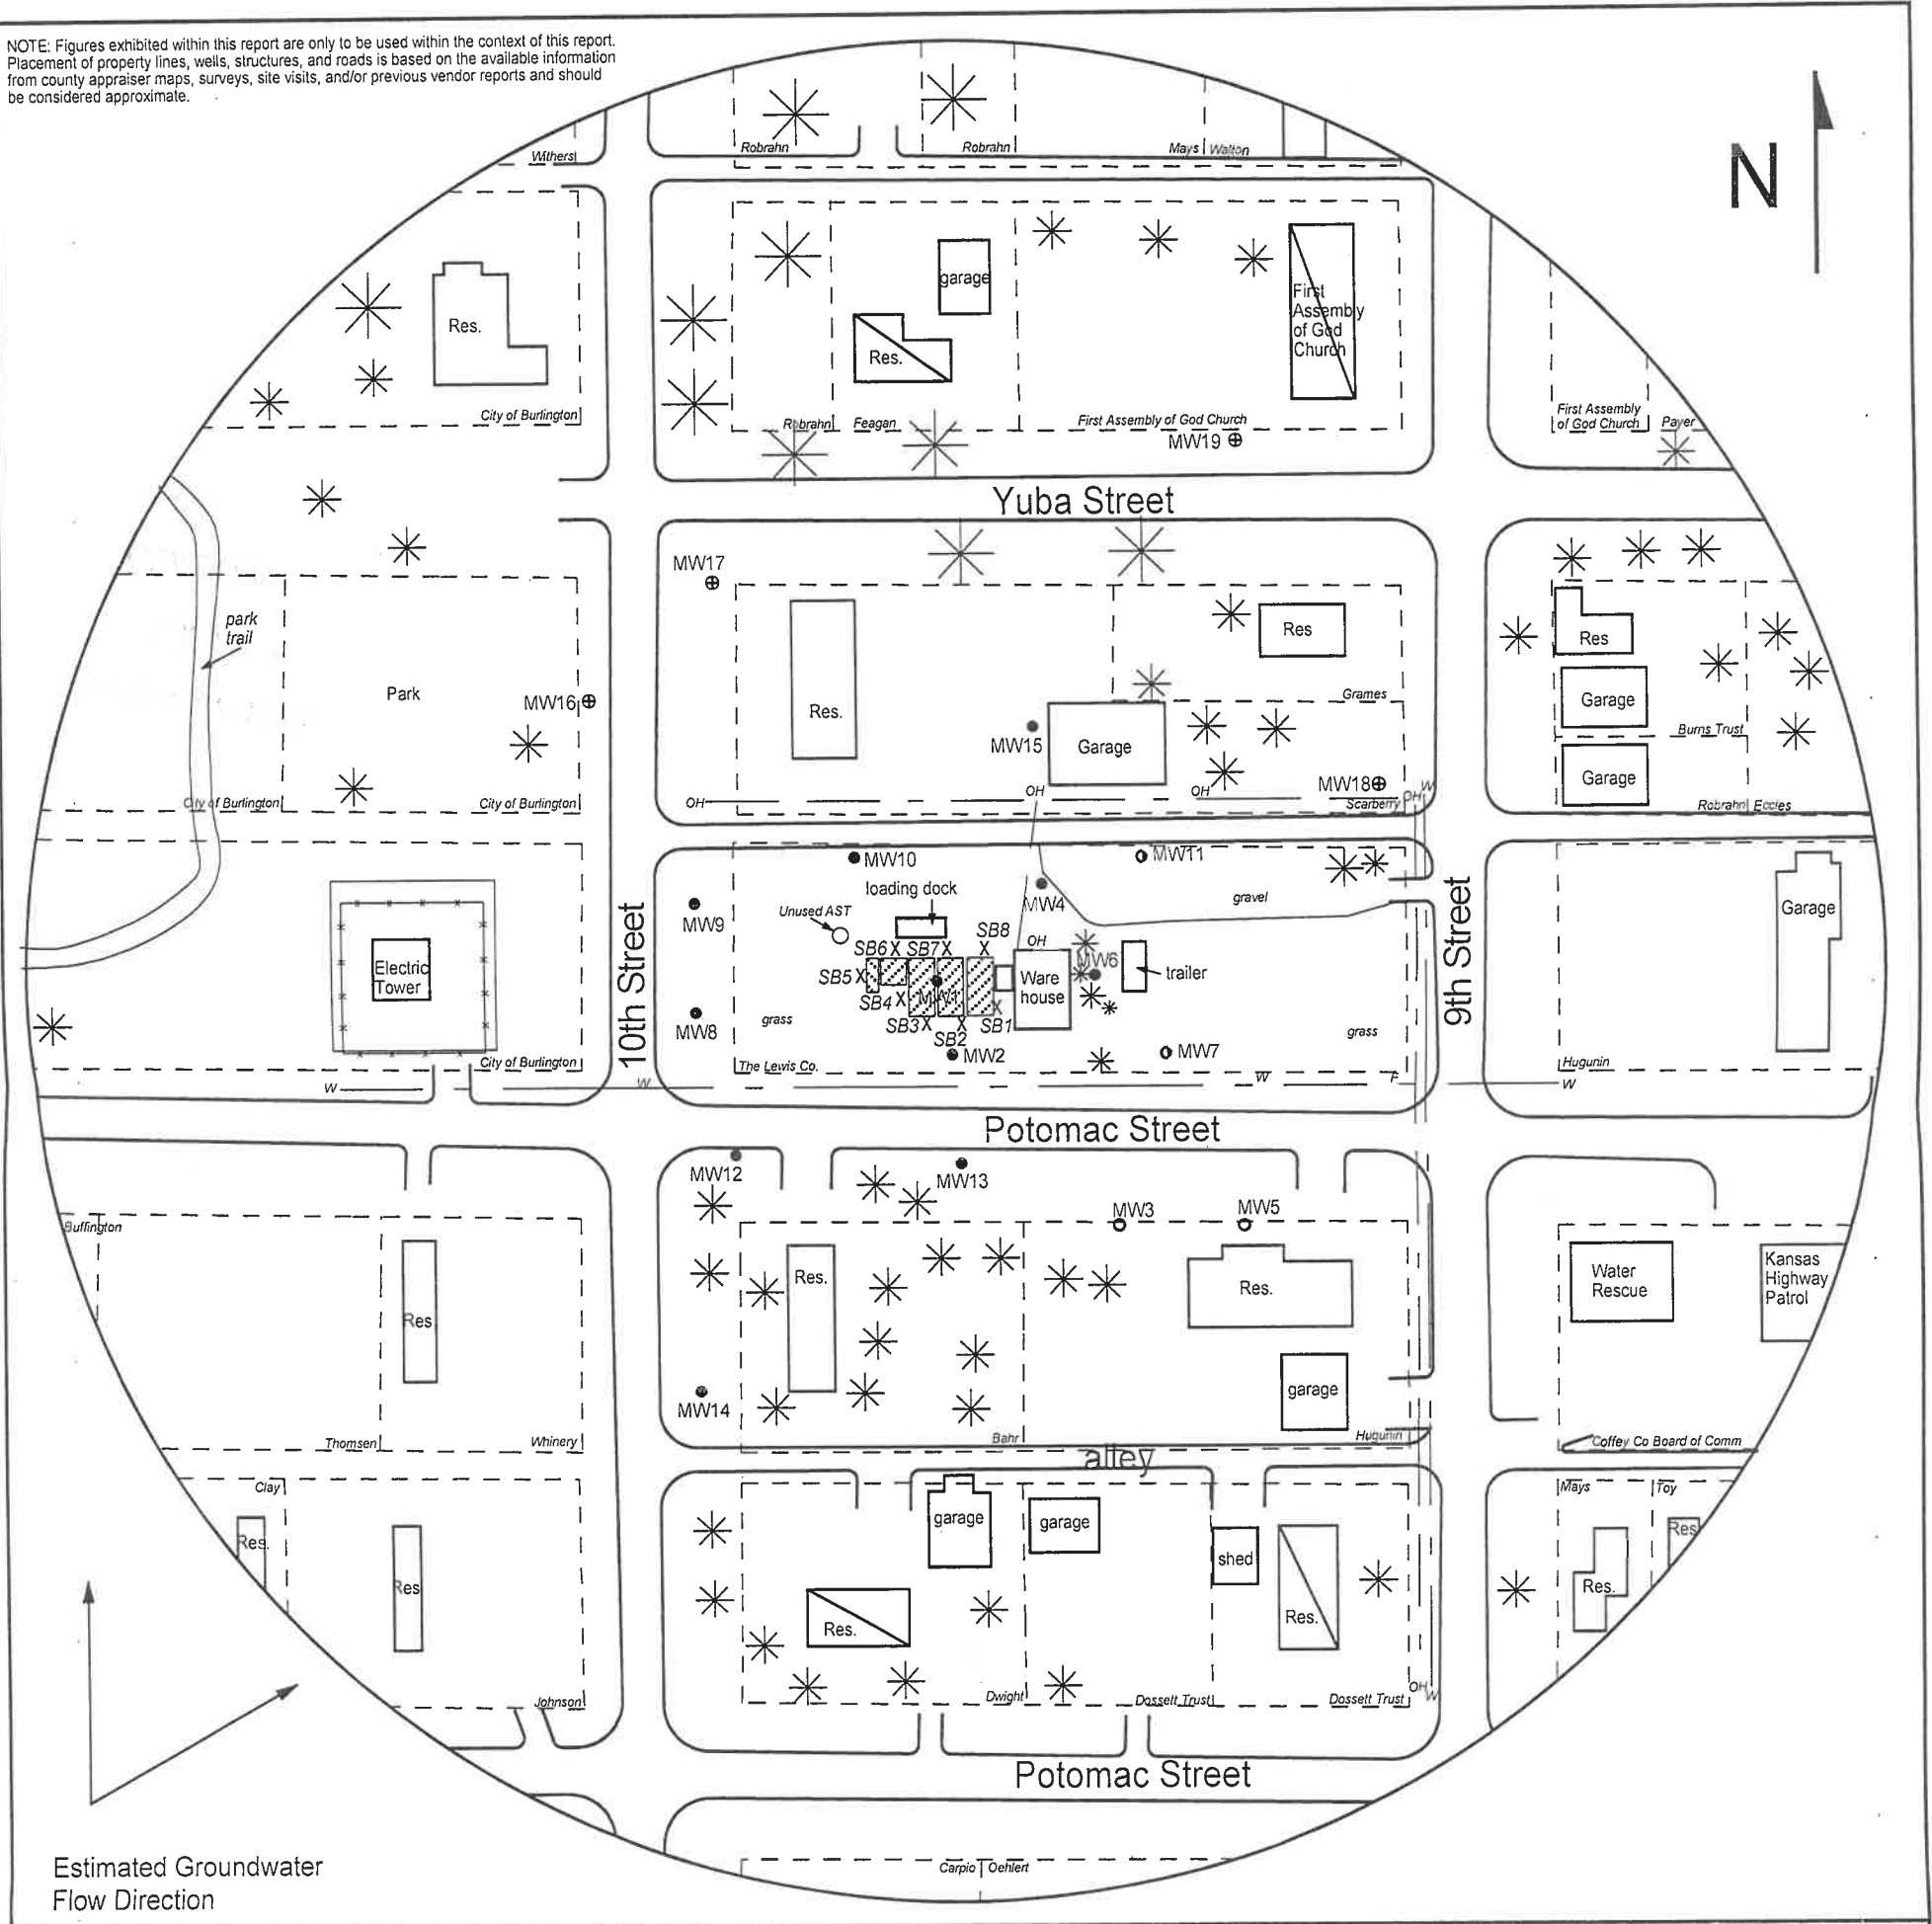 NOTE: Figures exhibited within this report are only to be used within the context of this report.
Placement of property lines, wells, structures, and roads is based on the available information
from county appraiser maps, surveys, site visits, and/or previous vendor reports and should
be considered approximate.
N
Withers
Robrahn
Robrahn
Mays
Walton
Res.
garage
Res.
First
Assembly
of God
Church
City of Burlington
Robrahn
Feagan
First Assembly of God Church
MW19
First Assembly
of God Church
Payer
Yuba Street
MW17
park
trail
Park
MW16
Res.
Res
Grames
MW15
Garage
MW18
Res
Garage
Burns Trust
Garage
City of Burlington
City of Burlington
OH
OH
OH
Scarberry
OH
W
Robrahn
Eccles
MW10
MW11
loading dock
MW4
gravel
MW9
Unused AST
SB8
OH
SB6
SB7
MW6
SB5
Electric
Tower
Ware
house
trailer
SB4
MW1
SB3
SB2
SB1
MW8
grass
grass
MW2
MW7
Garage
10th Street
9th Street
City of Burlington
The Lewis Co.
Hugunin
W
W
W
F
W
Potomac Street
MW12
MW13
MW3
MW5
Buffington
Res.
Res.
Water
Rescue
Kansas
Highway
Patrol
Res
garage
MW14
Thomsen
Whinery
Bahr
Hugunin
Coffey Co Board of Comm
alley
Clay
Mays
Toy
garage
garage
shed
Res.
Res
Res.
Res.
Res.
Res
Johnson
Dwight
Dossett Trust
Dossett Trust
OH
W
Potomac Street
Estimated Groundwater
Flow Direction
Carpio
Oehlert